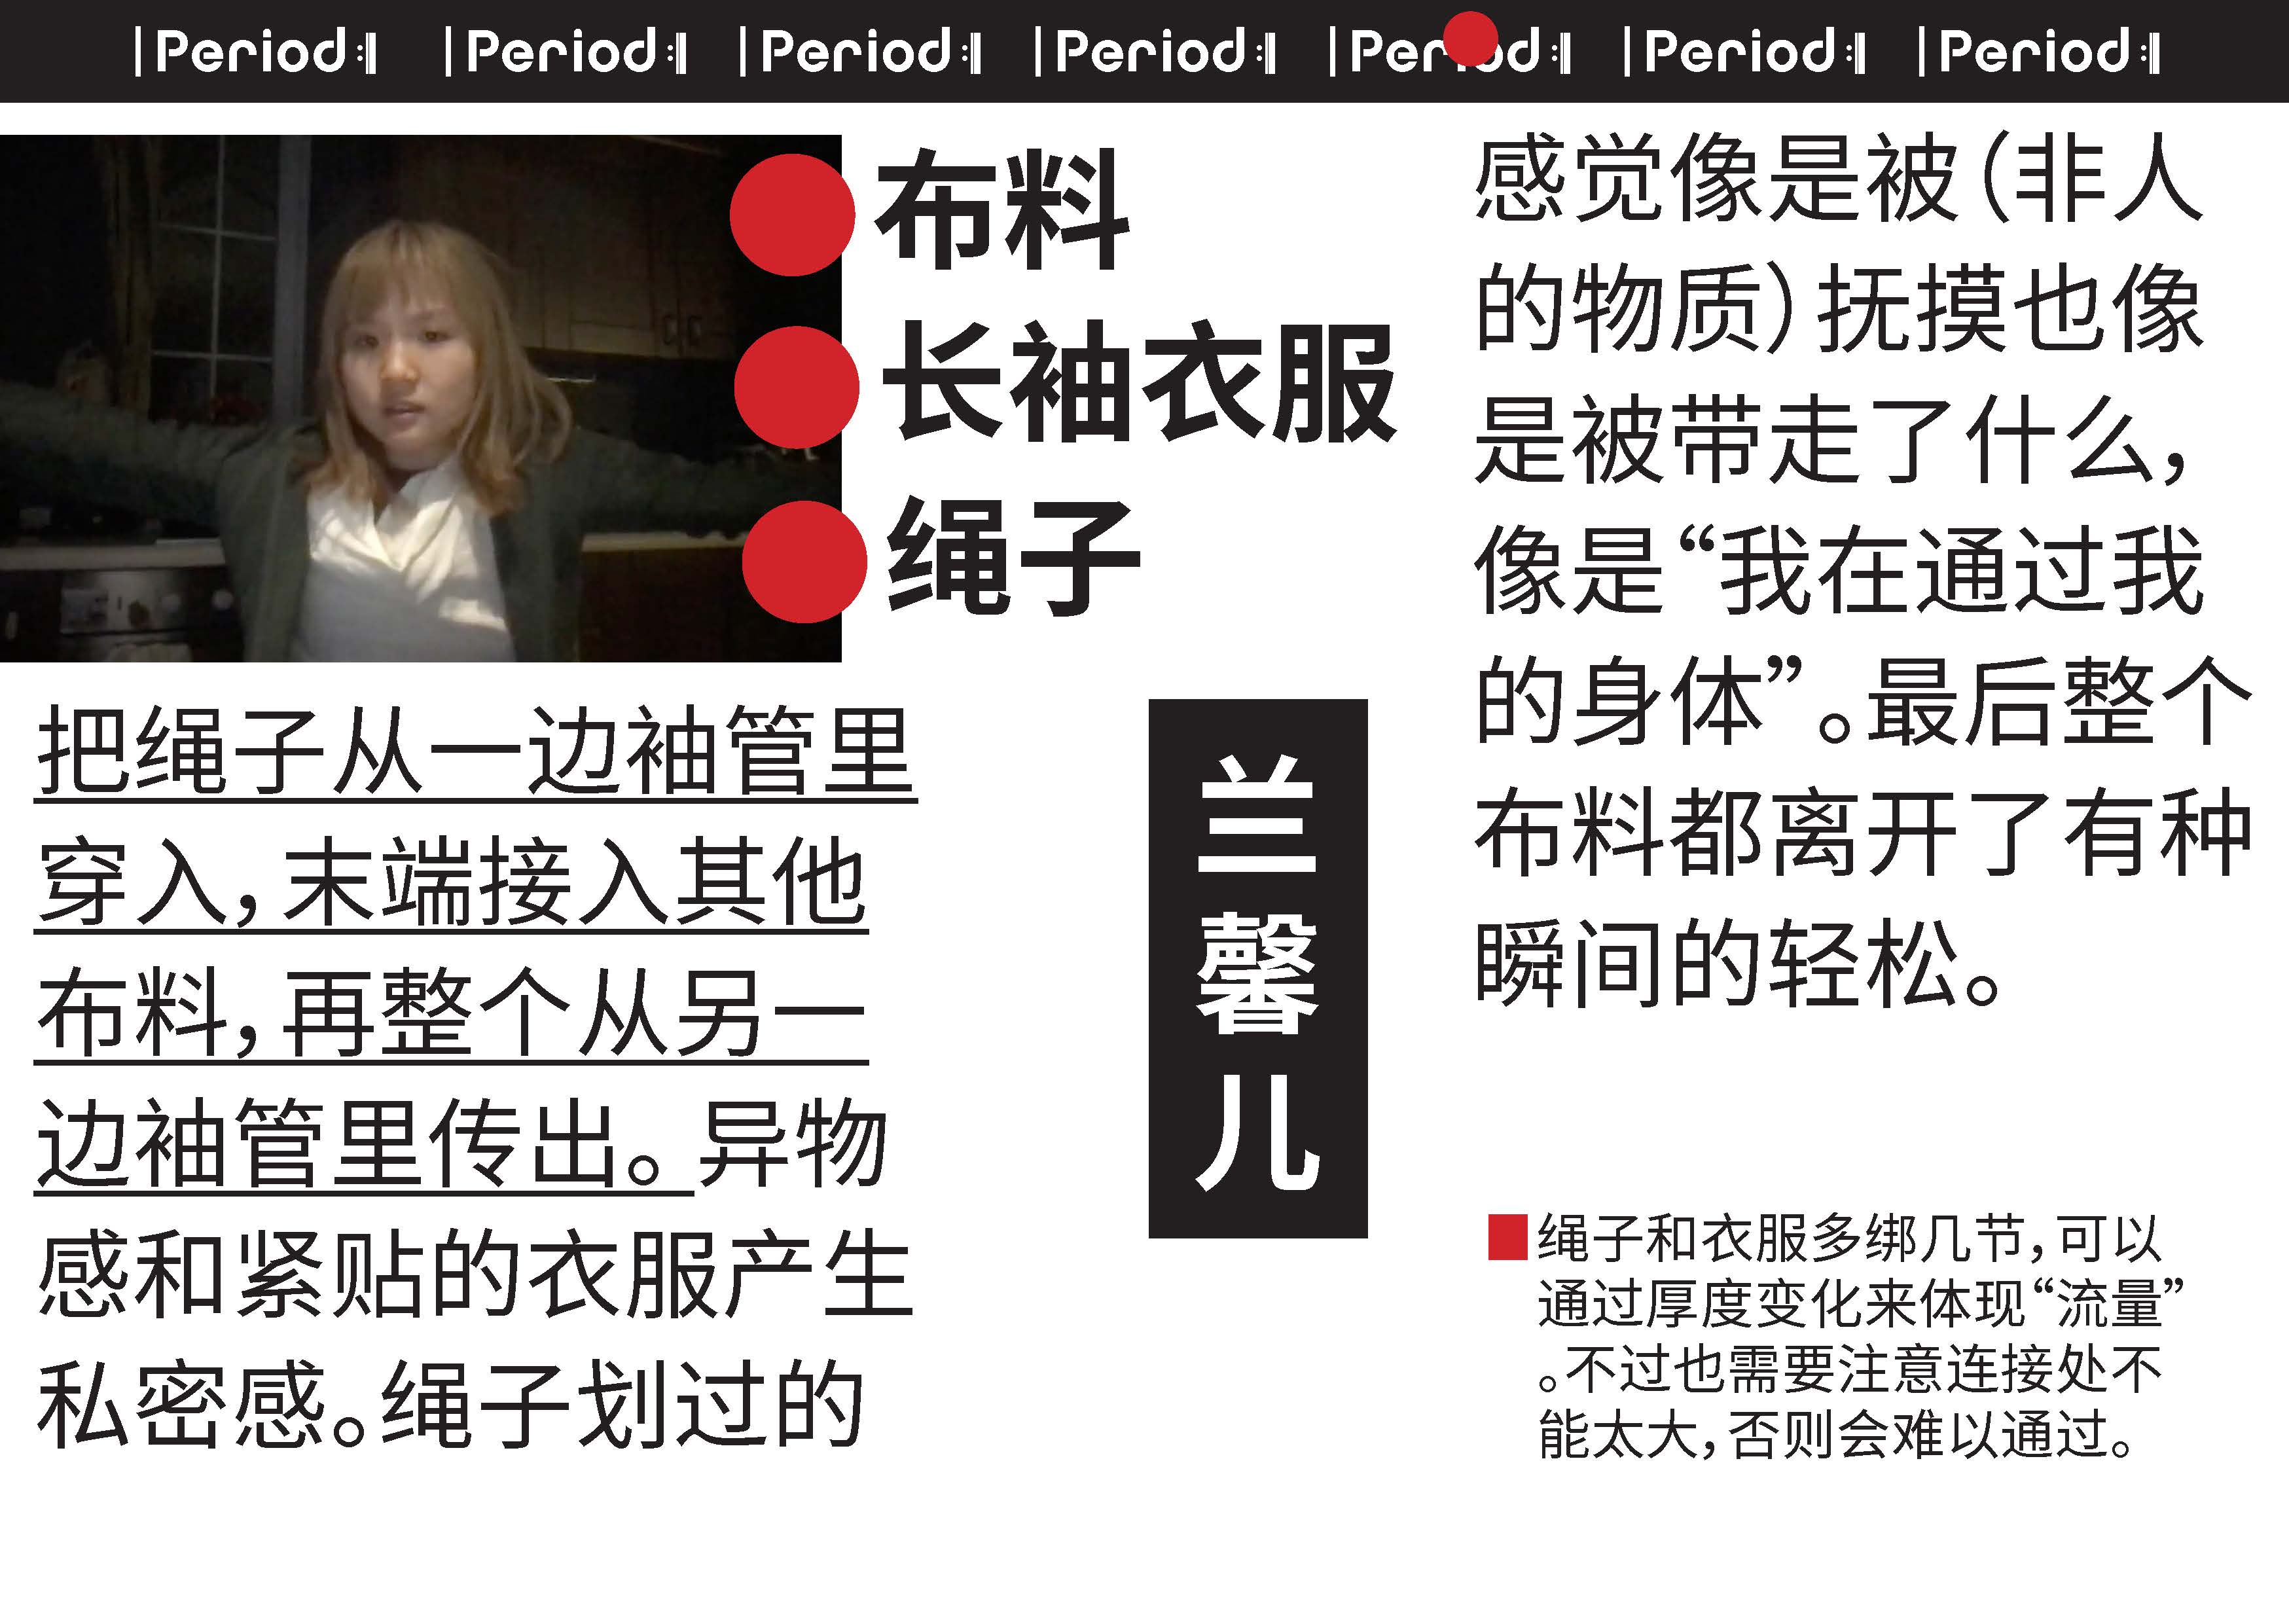 Period Period Period Period Period Period Period
布料
长袖衣服
绳子
把绳子从一边袖管里
穿入，末端接入其他
布料，再整个从另一
边袖管里传出。异物
感和紧贴的衣服产生
私密感。绳子划过的
兰馨儿
感觉像是被（非人
的物质）抚摸也像
是被带走了什么，
像是“我在通过我
的身体”。最后整个
布料都离开了有种
瞬间的轻松。
绳子和衣服多绑几节，可以
通过厚度变化来体现“流量”
。不过也需要注意连接处不
能太大，否则会难以通过。